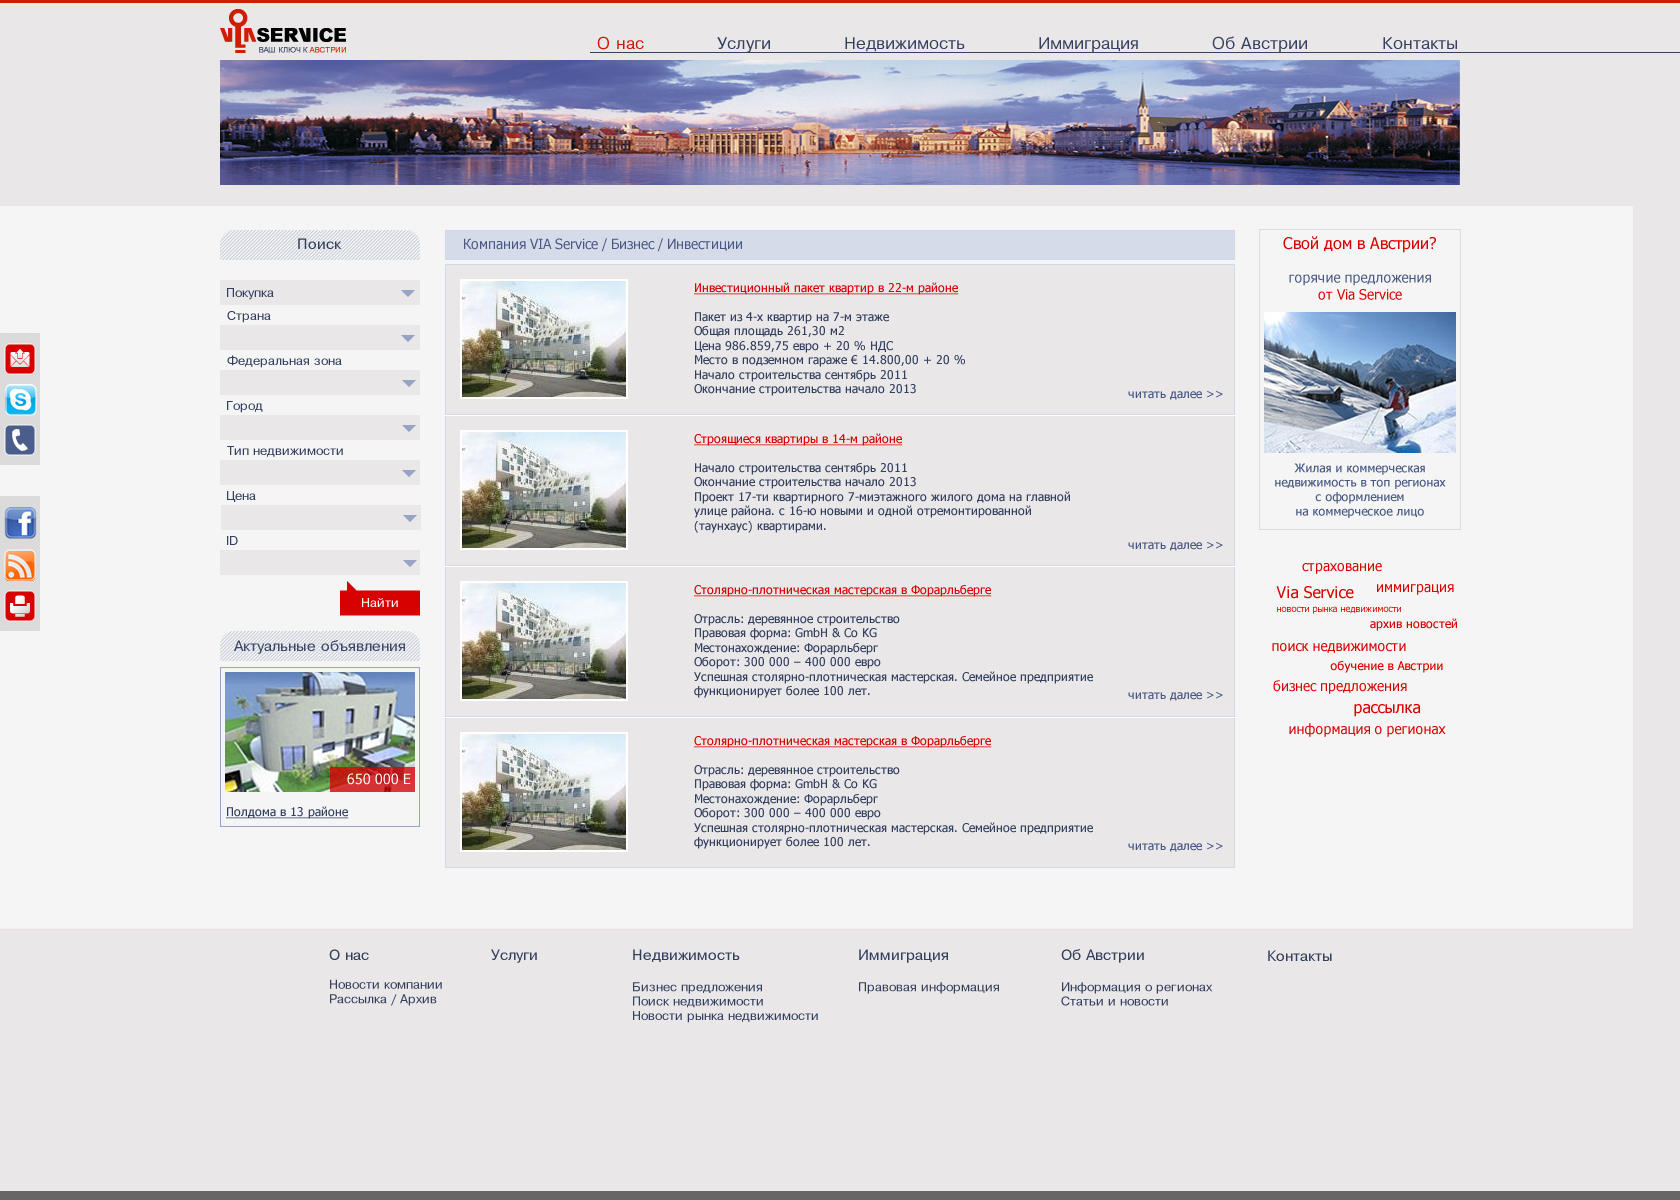 VIASERVICE
ВАШ КЛЮЧ К АВСТРИИ
О нас
Услуги
Недвижимость
Иммиграция
Об Австрии
Контакты
Поиск
Покупка
Страна
Федеральная зона
Город
Тип недвижимости
Цена
ID
Найти
Актуальные объявления
650 000 E
Полдома в 13 районе
Компания VIA Service / Бизнес / Инвестиции
Инвестиционный пакет квартир в 22-м районе
Пакет из 4-х квартир на 7-м этаже
Общая площадь 261,30 м2
Цена 986.859,75 евро + 20 % НДС
Место в подземном гараже € 14.800,00 + 20 %
Начало строительства сентябрь 2011
Окончание строительства начало 2013
читать далее >>
Строящиеся квартиры в 14-м районе
Начало строительства сентябрь 2011
Окончание строительства начало 2013
Проект 17-ти квартирного 7-миэтажного жилого дома на главной
улице района. с 16-ю новыми и одной отремонтированной
(таунхаус) квартирами.
читать далее >>
Столярно-плотническая мастерская в Форарльберге
Отрасль: деревянное строительство
Правовая форма: GmbH & Co KG
Местонахождение: Форарльберг
Оборот: 300 000 – 400 000 евро
Успешная столярно-плотническая мастерская. Семейное предприятие
функционирует более 100 лет.
читать далее >>
Столярно-плотническая мастерская в Форарльберге
Отрасль: деревянное строительство
Правовая форма: GmbH & Co KG
Местонахождение: Форарльберг
Оборот: 300 000 – 400 000 евро
Успешная столярно-плотническая мастерская. Семейное предприятие
функционирует более 100 лет.
читать далее >>
Свой дом в Австрии?
горячие предложения
от Via Service
Жилая и коммерческая
недвижимость в топ регионах
с оформлением
на коммерческое лицо
страхование
иммиграция
Via Service
новости рынка недвижимости
архив новостей
поиск недвижимости
обучение в Австрии
бизнес предложения
рассылка
информация о регионах
О нас
Новости компании
Рассылка / Архив
Услуги
Недвижимость
Бизнес предложения
Поиск недвижимости
Новости рынка недвижимости
Иммиграция
Правовая информация
Об Австрии
Информация о регионах
Статьи и новости
Контакты